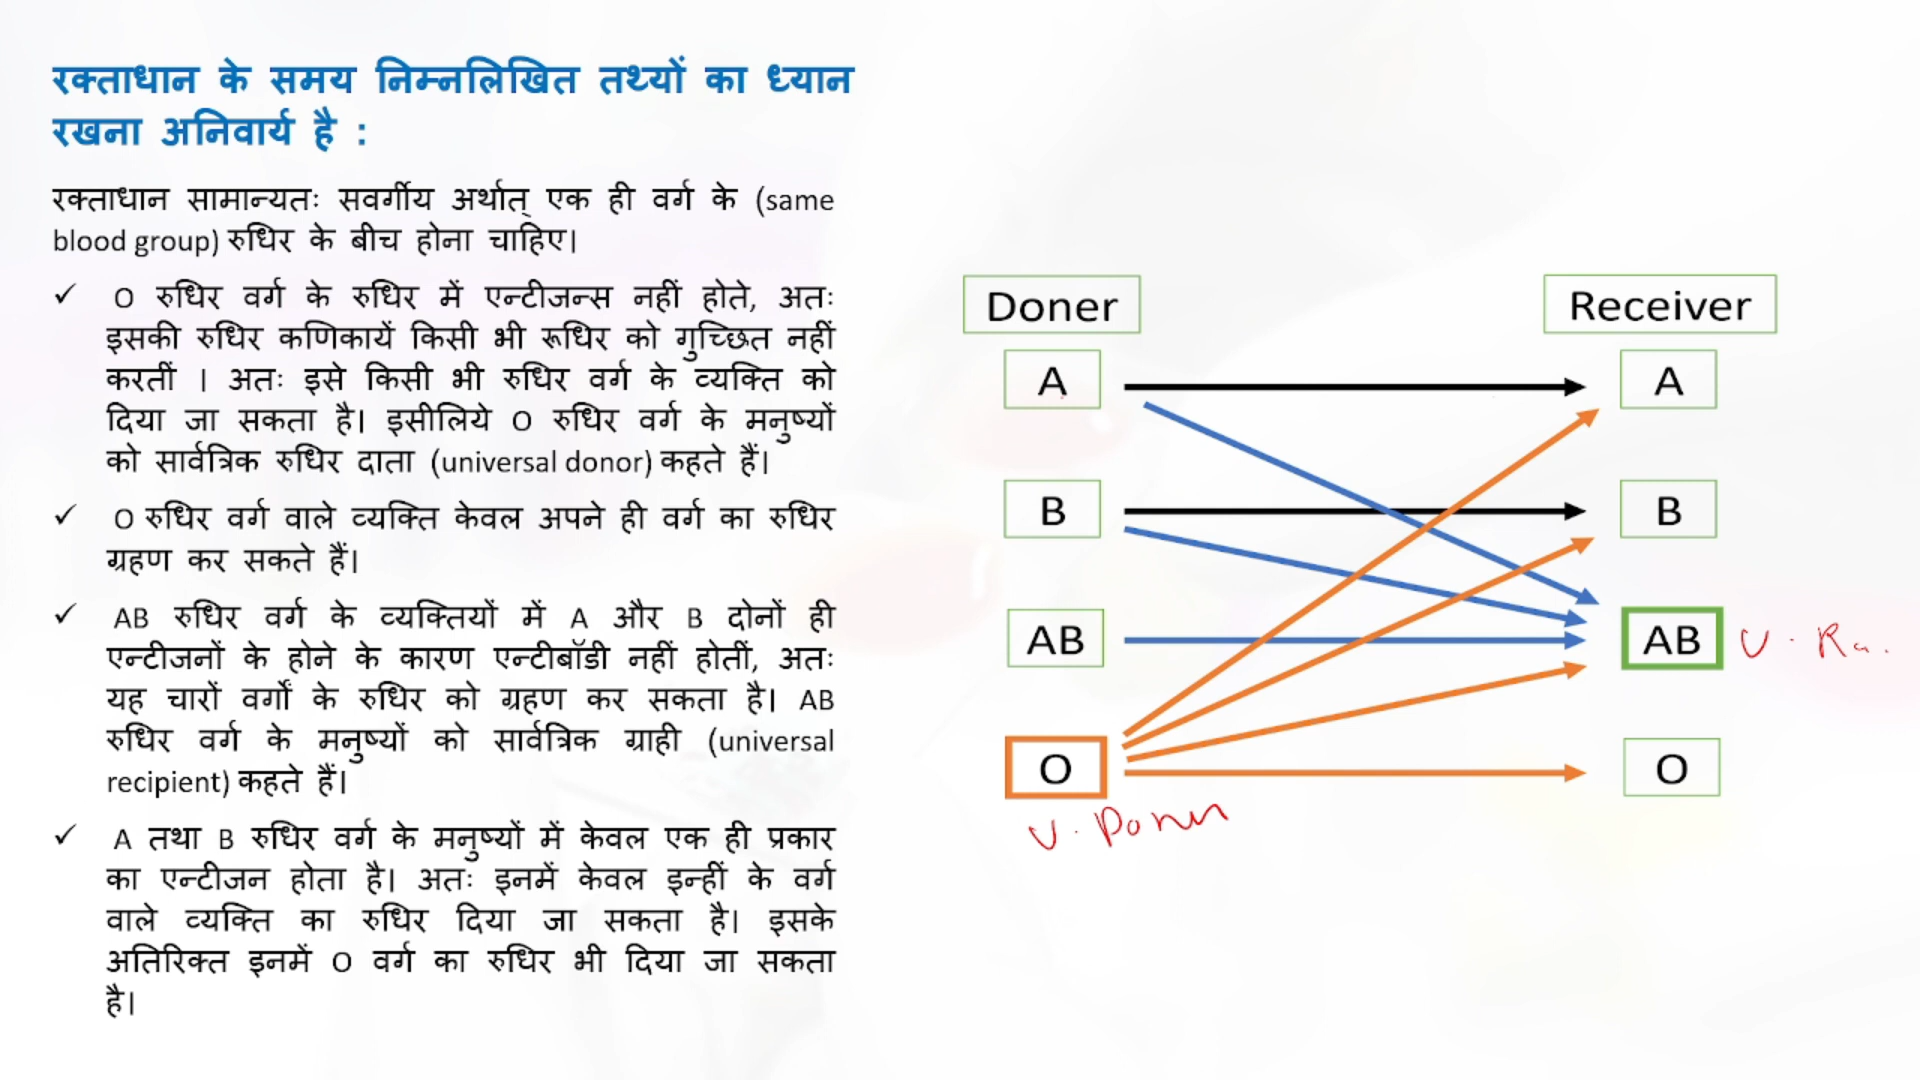 रक्ताधान के समय निम्नलिखित तथ्यों का ध्यान
रखना अनिवार्य है :
रक्ताधान सामान्यतः सवर्गीय अर्थात् एक ही वर्ग के (same
blood group) रुधिर के बीच होना चाहिए।
✓ O रुधिर वर्ग के रुधिर में एन्टीजन्स नहीं होते, अतः
इसकी रुधिर कणिकायें किसी भी रूधिर को गुच्छित नहीं
करतीं । अतः इसे किसी भी रुधिर वर्ग के व्यक्ति को
दिया जा सकता है। इसीलिये O रुधिर वर्ग के मनुष्यों
को सार्वत्रिक रुधिर दाता (universal donor) कहते हैं।
✓ O रुधिर वर्ग वाले व्यक्ति केवल अपने ही वर्ग का रुधिर
ग्रहण कर सकते हैं।
✓ AB रुधिर वर्ग के व्यक्तियों में A और B दोनों ही
एन्टीजनों के होने के कारण एन्टीबॉडी नहीं होतीं, अतः
यह चारों वर्गों के रुधिर को ग्रहण कर सकता है। AB
रुधिर वर्ग के मनुष्यों को सार्वत्रिक ग्राही (universal
recipient) कहते हैं।
✓ A तथा B रुधिर वर्ग के मनुष्यों में केवल एक ही प्रकार
का एन्टीजन होता है। अतः इनमें केवल इन्हीं के वर्ग
वाले व्यक्ति का रुधिर दिया जा सकता है। इसके
अतिरिक्त इनमें O वर्ग का रुधिर भी दिया जा सकता
है।
Doner Receiver
A A
B B
AB AB U.
O O
U. Donor